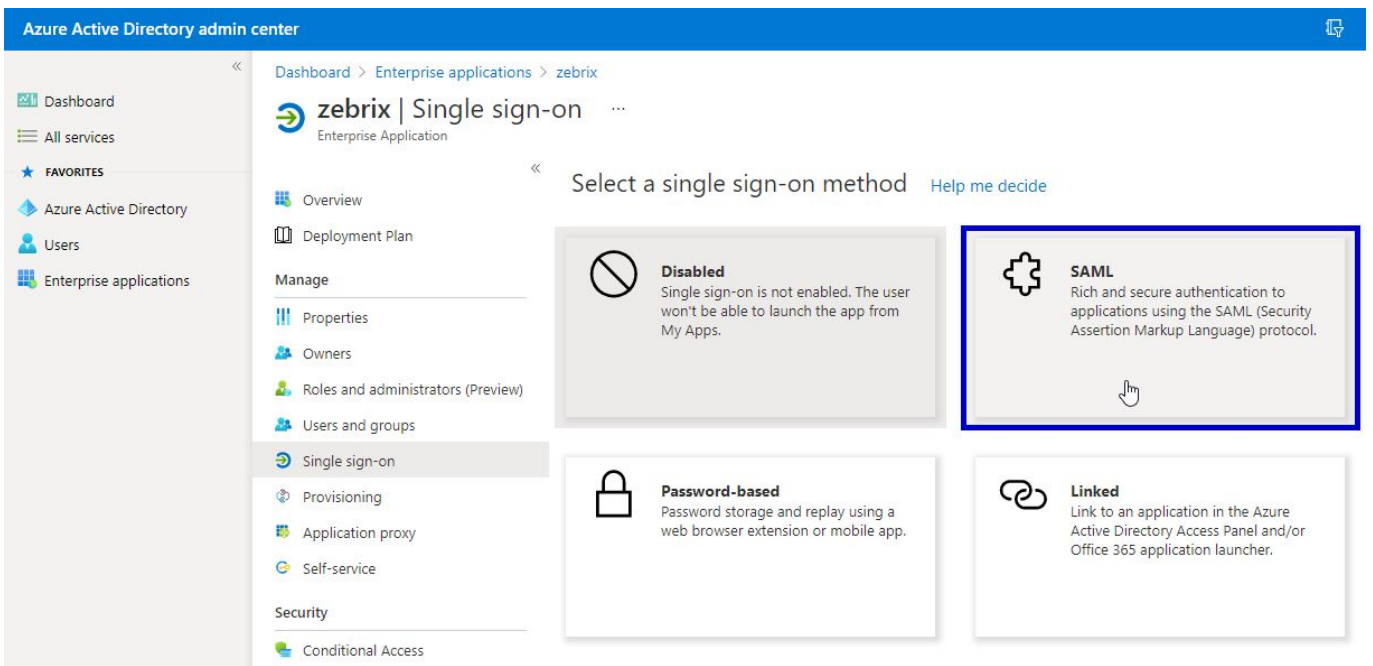 Azure Active Directory admin center
«
Dashboard
All services
FAVORITES
Azure Active Directory
Users
Enterprise applications
Dashboard > Enterprise applications > zebrix
zebrix | Single sign-on ...
Enterprise Application
«
Overview
Deployment Plan
Manage
Properties
Owners
Roles and administrators (Preview)
Users and groups
Single sign-on
Provisioning
Application proxy
Self-service
Security
Conditional Access
Select a single sign-on method Help me decide
Disabled
Single sign-on is not enabled. The user
won't be able to launch the app from
My Apps.
SAML
Rich and secure authentication to
applications using the SAML (Security
Assertion Markup Language) protocol.
Password-based
Password storage and replay using a
web browser extension or mobile app.
Linked
Link to an application in the Azure
Active Directory Access Panel and/or
Office 365 application launcher.